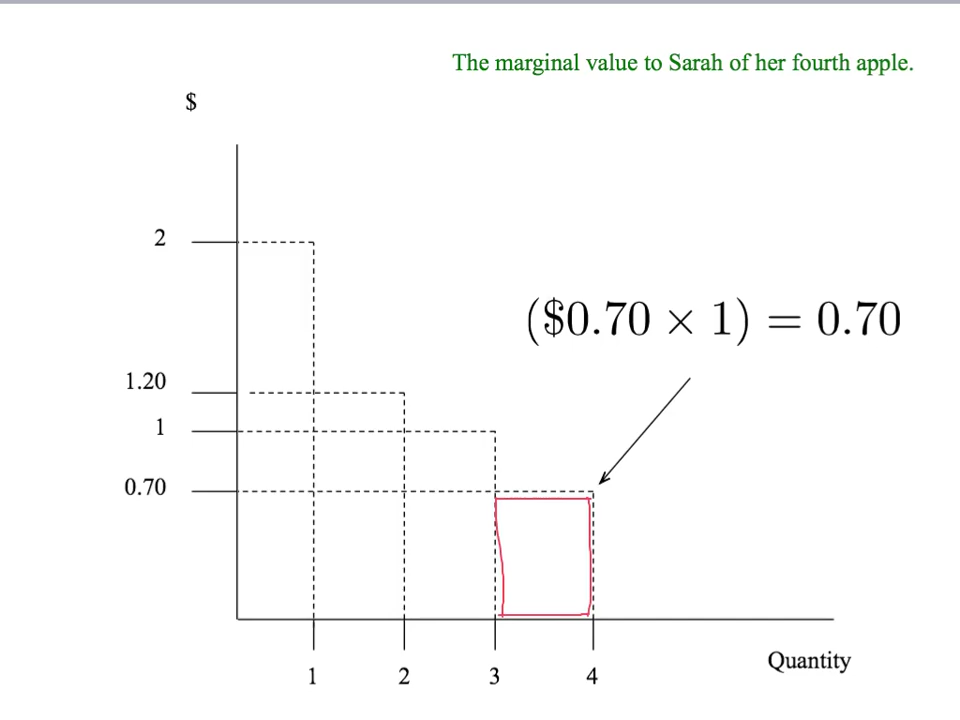 The marginal value to Sarah of her fourth apple.
$
2
($0.70 × 1) = 0.70
1.20
1
0.70
Quantity
1 2 3 4